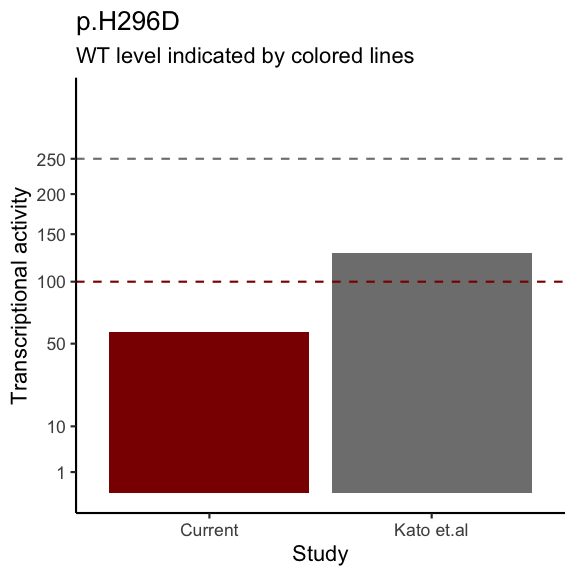 p.H296D
WT level indicated by colored lines
Transcriptional activity
250
200
150
100
50
10
1
Current
Kato et.al
Study